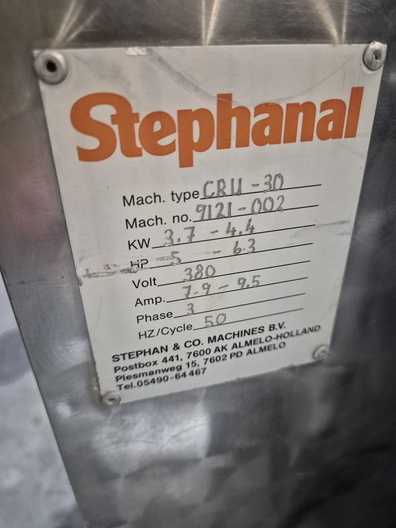 Stephanal
Mach. type CRU-30
Mach. no. 9121-002
KW 3.7 - 4.4
HP 5 - 6.3
Volt 380
Amp. 7.9 - 9.5
Phase 3
HZ/Cycle 50
STEPHAN & CO. MACHINES B.V.
Postbox 441, 7600 AK ALMELO-HOLLAND
Plesmanweg 15, 7602 PD ALMELO
Tel.05490-64467